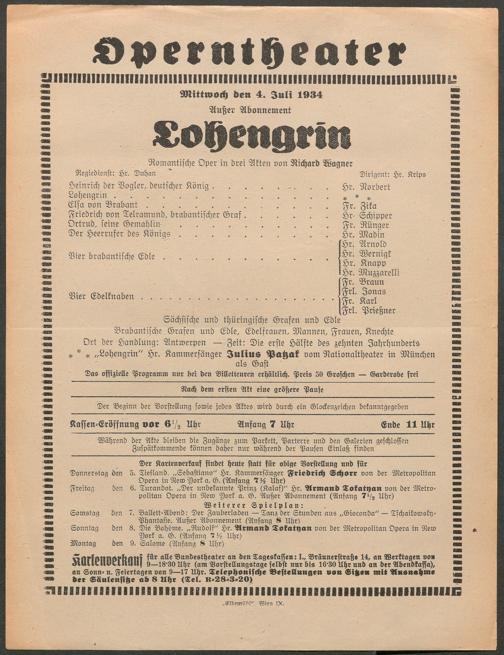 Operntheater
Mittwoch den 4. Juli 1934
Außer Abonnement
Lohengrin
Romantische Oper in drei Akten von Richard Wagner
Regiedienst: Hr. Duhan Dirigent: Hr. Krips
Heinrich der Vogler, deutscher König . . . . . . . . . Hr. Norbert
Lohengrin . . . . . . . . . * * *
Elsa von Brabant . . . . . . . . . Fr. Zika
Friedrich von Telramund, brabantischer Graf . . . . . . . . . Hr. Schipper
Ortrud, seine Gemahlin . . . . . . . . . Fr. Rünger
Der Heerrufer des Königs . . . . . . . . . Hr. Madin
Vier brabantische Edle . . . . . . . . . Hr. Arnold
Hr. Wernigk
Hr. Knapp
Hr. Muzzarelli
Vier Edelknaben . . . . . . . . . Fr. Braun
Frl. Jonas
Fr. Karl
Frl. Prießner
Sächsische und thüringische Grafen und Edle
Brabantische Grafen und Edle, Edelfrauen, Mannen, Frauen, Knechte
Ort der Handlung: Antwerpen — Zeit: Die erste Hälfte des zehnten Jahrhunderts
* * * „Lohengrin" Hr. Kammersänger Julius Patzak vom Nationaltheater in München
als Gast
Das offizielle Programm nur bei den Billetteuren erhältlich. Preis 50 Groschen — Garderobe frei
Nach dem ersten Akt eine größere Pause
Der Beginn der Vorstellung sowie jedes Aktes wird durch ein Glockenzeichen bekanntgegeben
Kassen-Eröffnung vor 6½ Uhr Anfang 7 Uhr Ende 11 Uhr
Während der Akte bleiben die Zugänge zum Parkett, Parterre und den Galerien geschlossen
Zuspätkommende können daher nur während der Pausen Einlaß finden
Der Kartenverkauf findet heute statt für obige Vorstellung und für
Donnerstag den 5. Tiefland. „Sebastiano" Hr. Kammersänger Friedrich Schorr von der Metropolitan
Opera in New York a. G. (Anfang 7½ Uhr)
Freitag den 6. Turandot. „Der unbekannte Prinz (Kalaf)" Hr. Armand Tokatyan von der Metro-
politan Opera in New York a. G. Außer Abonnement (Anfang 7½ Uhr)
Weiterer Spielplan:
Samstag den 7. Ballett-Abend: Der Zauberladen — Tanz der Stunden aus „Gioconda" — Tschaikowsky-
Phantasie. Außer Abonnement (Anfang 8 Uhr)
Sonntag den 8. Die Bohème. „Rudolf" Hr. Armand Tokatyan von der Metropolitan Opera in New
York a. G. (Anfang 7½ Uhr)
Montag den 9. Salome (Anfang 8 Uhr)
Kartenverkauf für alle Bundestheater an den Tageskassen: I., Bräunerstraße 14, an Werktagen von
9—18·30 Uhr (am Vorstellungstage selbst nur bis 16·30 Uhr und an der Abendkassa),
an Sonn- u. Feiertagen von 9—17 Uhr. Telephonische Bestellungen von Sitzen mit Ausnahme
der Säulensitze ab 8 Uhr (Tel. R-28-3-20)
„Elbemühl" Wien IX.